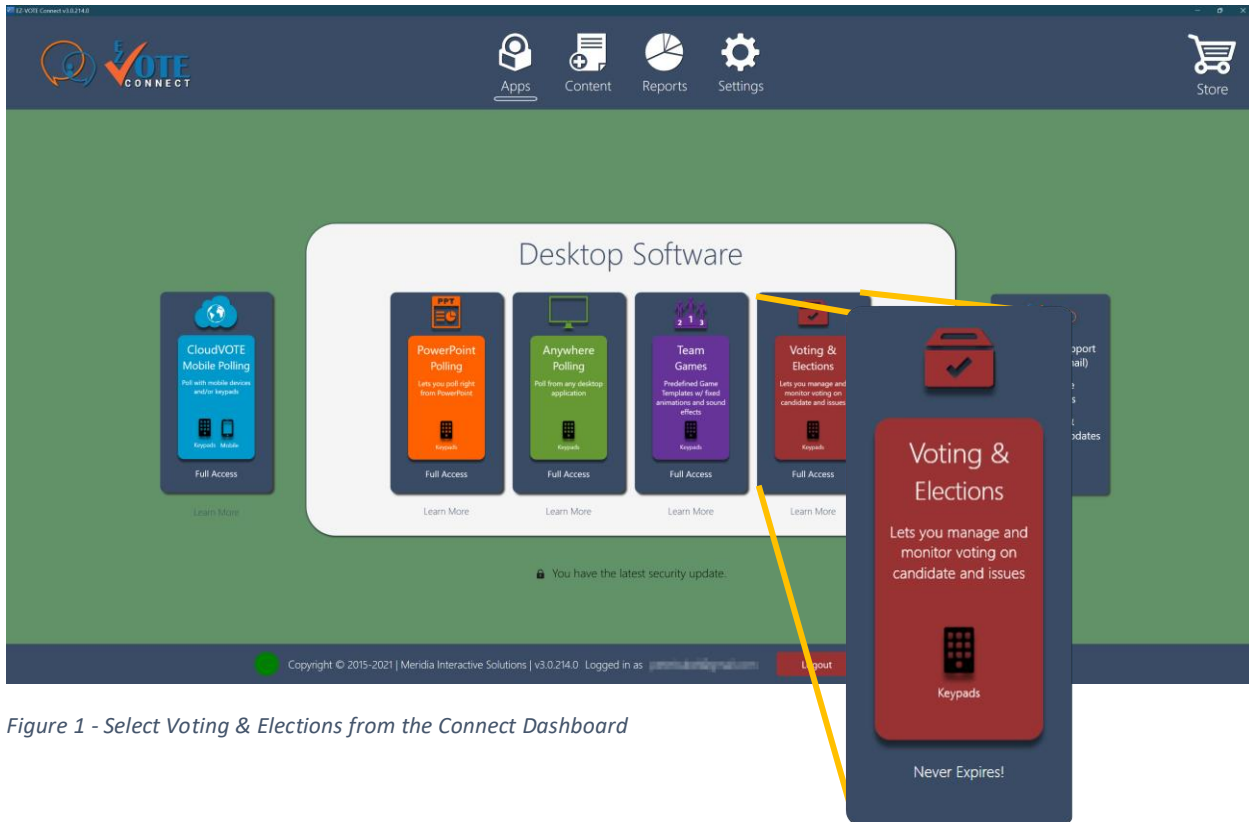 EZ-VOTE Connect v3.0.214.0
EZ
VOTE
CONNECT
Apps
Content
Reports
Settings
Store
Desktop Software
CloudVOTE
Mobile Polling
Poll with mobile devices
and/or keypads
Keypads Mobile
Full Access
Learn More
PPT
PowerPoint
Polling
Lets you poll right
from PowerPoint
Keypads
Full Access
Learn More
Anywhere
Polling
Poll from any desktop
application
Keypads
Full Access
Learn More
2 1 3
Team
Games
Predefined Game
Templates w/ fixed
animations and sound
effects
Keypads
Full Access
Learn More
Voting &
Elections
Lets you manage and
monitor voting on
candidate and issues
Keypads
Full Access
Learn More
Voting &
Elections
Lets you manage and
monitor voting on
candidate and issues
Keypads
Never Expires!
You have the latest security update.
Copyright © 2015-2021 | Meridia Interactive Solutions | v3.0.214.0 Logged in as
Logout
Figure 1 - Select Voting & Elections from the Connect Dashboard